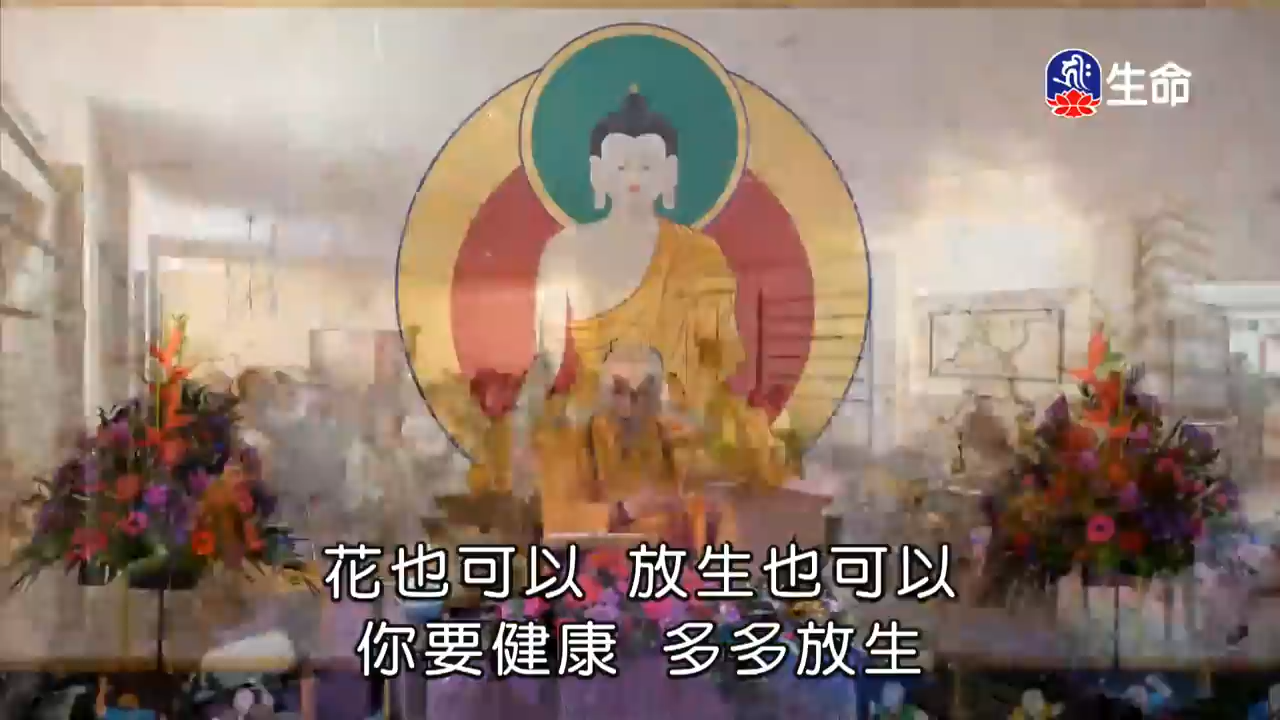 生命
花也可以 放生也可以
你要健康 多多放生